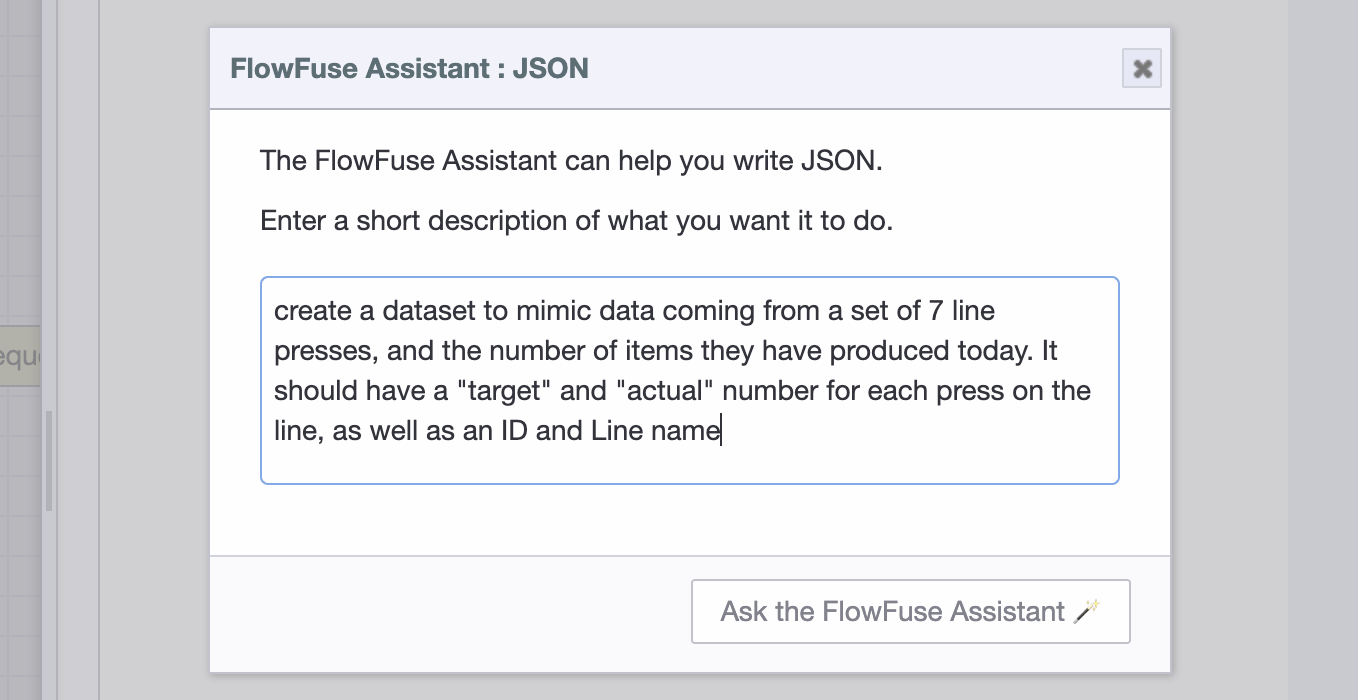 FlowFuse Assistant : JSON
The FlowFuse Assistant can help you write JSON.
Enter a short description of what you want it to do.
create a dataset to mimic data coming from a set of 7 line
presses, and the number of items they have produced today. It
should have a "target" and "actual" number for each press on the
line, as well as an ID and Line name
Ask the FlowFuse Assistant